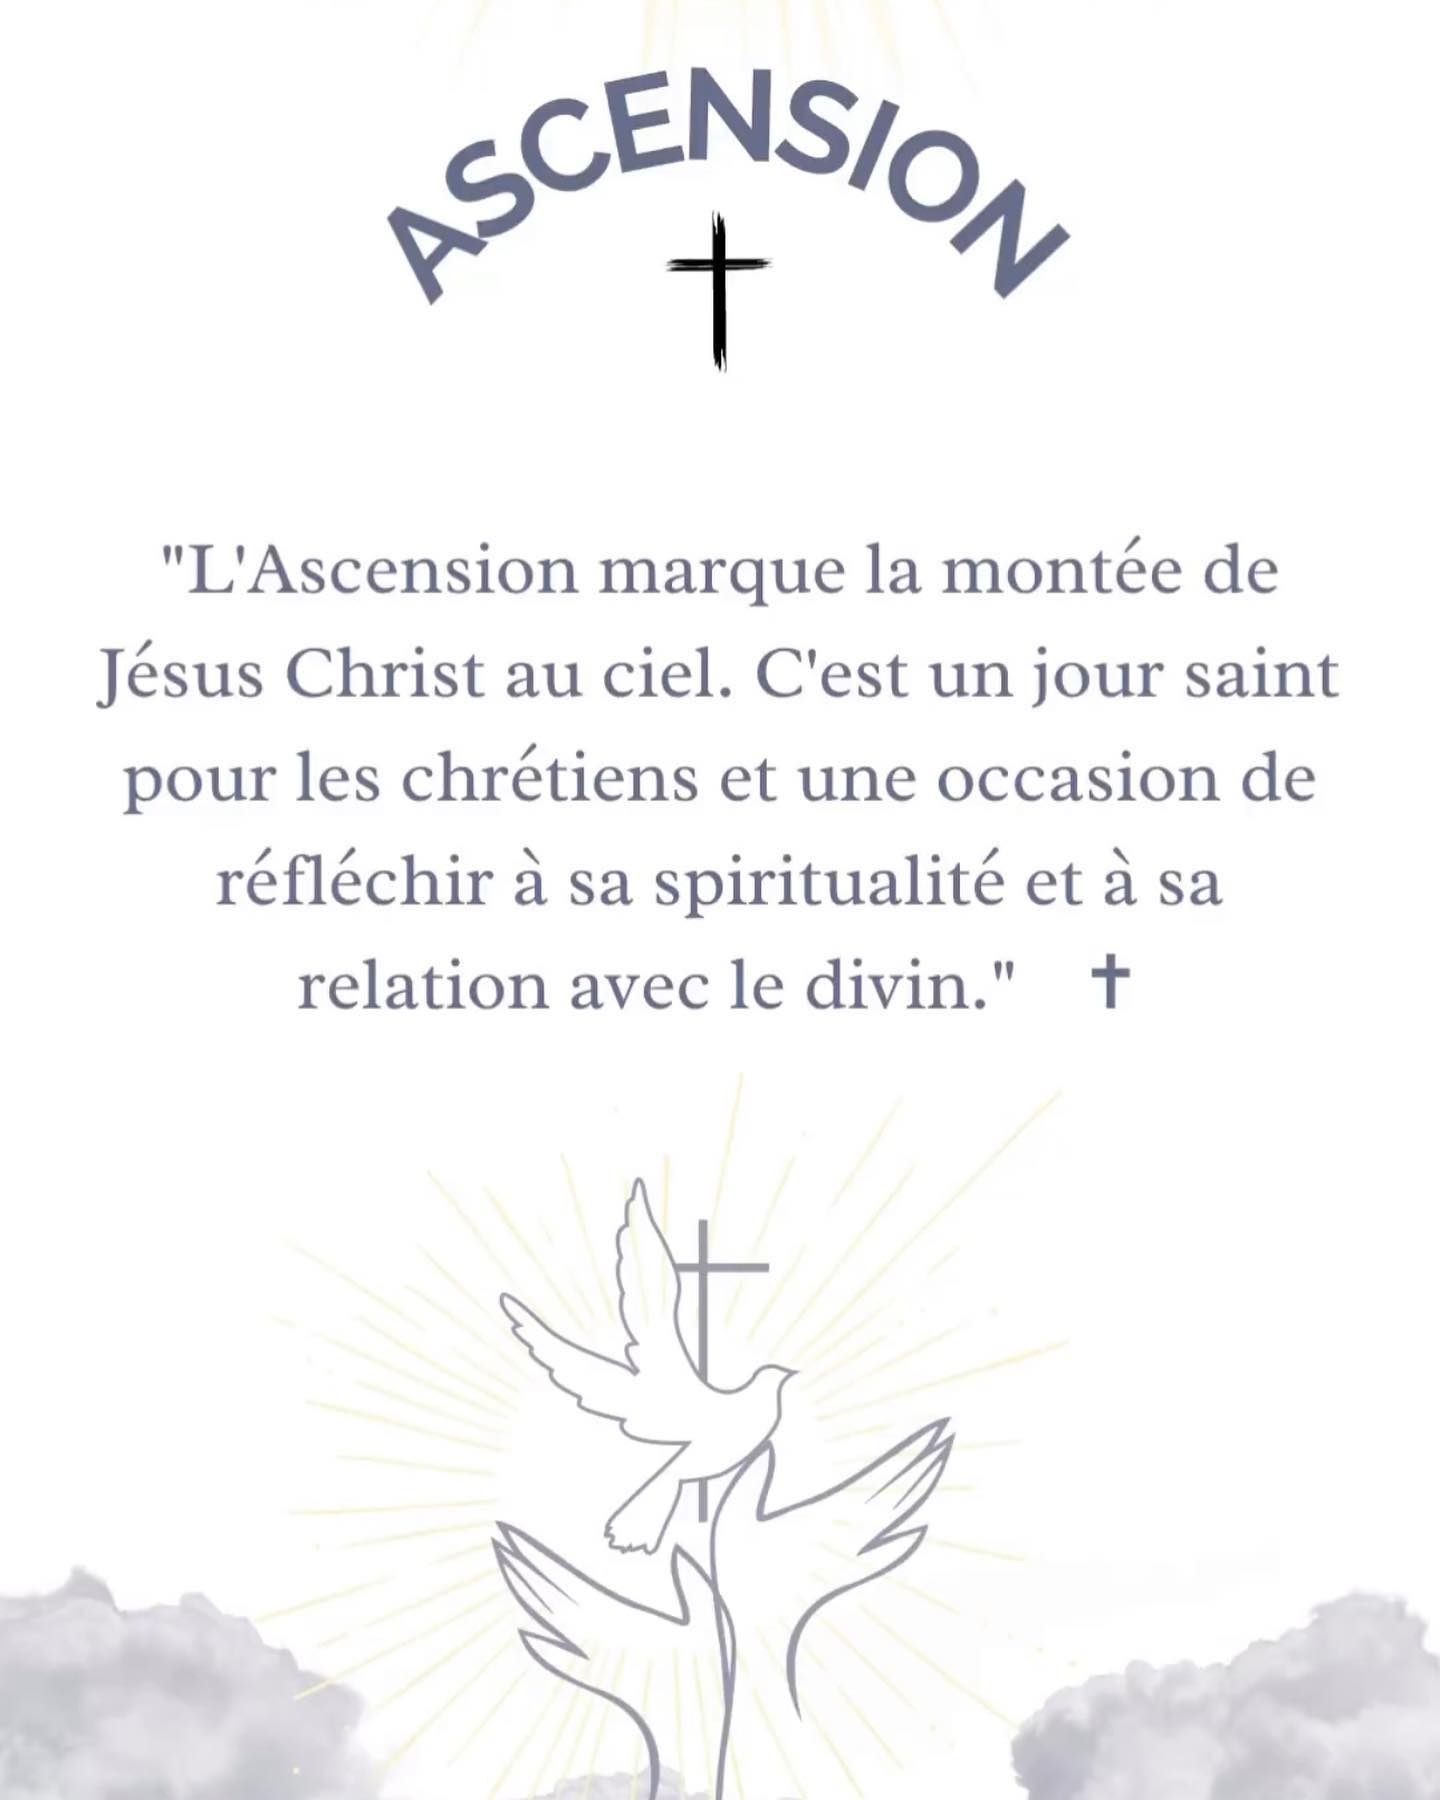 ASCENSION
"L'Ascension marque la montée de
Jésus Christ au ciel. C'est un jour saint
pour les chrétiens et une occasion de
réfléchir à sa spiritualité et à sa
relation avec le divin." ✝